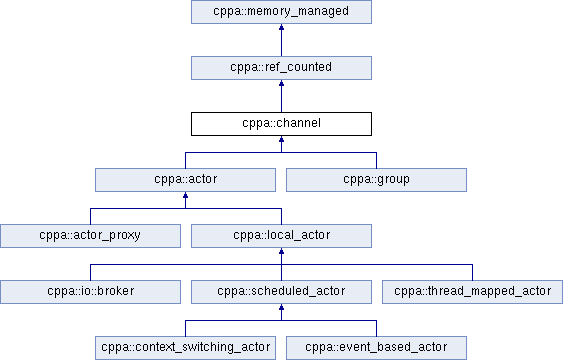 cppa::memory_managed
cppa::ref_counted
cppa::channel
cppa::actor
cppa::group
cppa::actor_proxy
cppa::local_actor
cppa::io::broker
cppa::scheduled_actor
cppa::thread_mapped_actor
cppa::context_switching_actor
cppa::event_based_actor